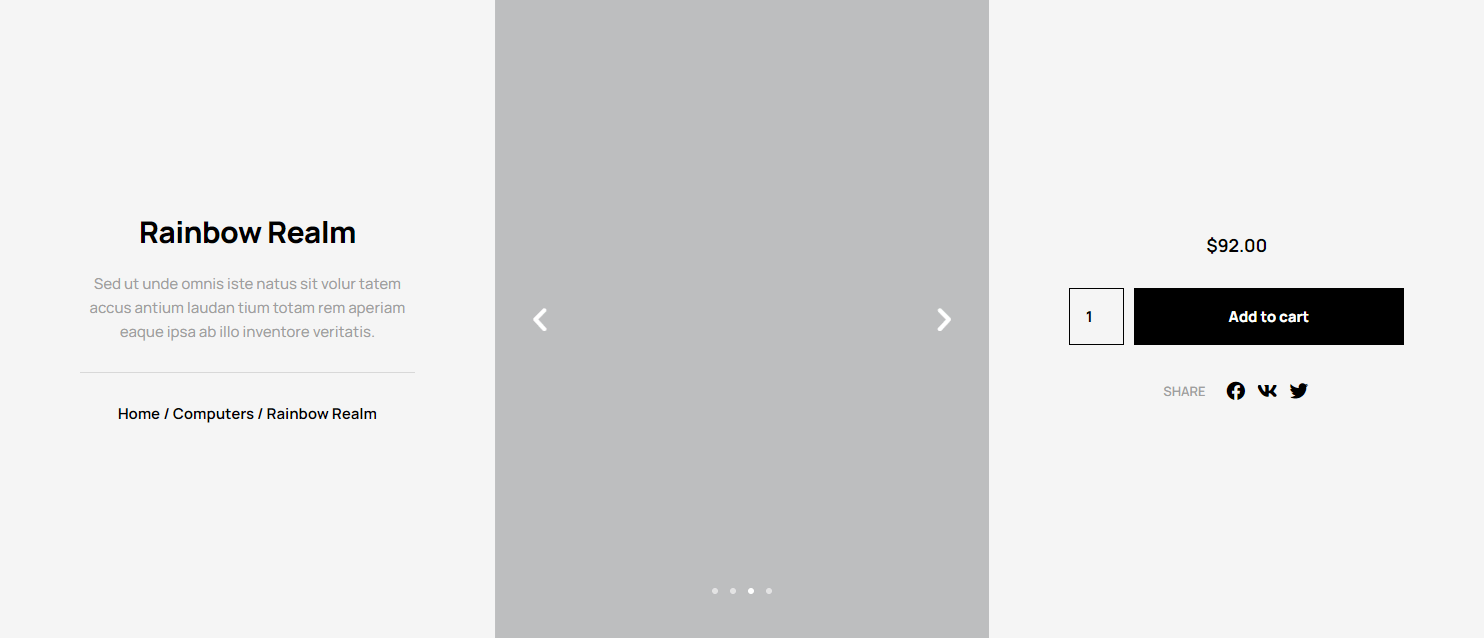 Rainbow Realm
Sed ut unde omnis iste natus sit volur tatem
accus antium laudan tium totam rem aperiam
eaque ipsa ab illo inventore veritatis.
Home / Computers / Rainbow Realm
$92.00
1
Add to cart
SHARE